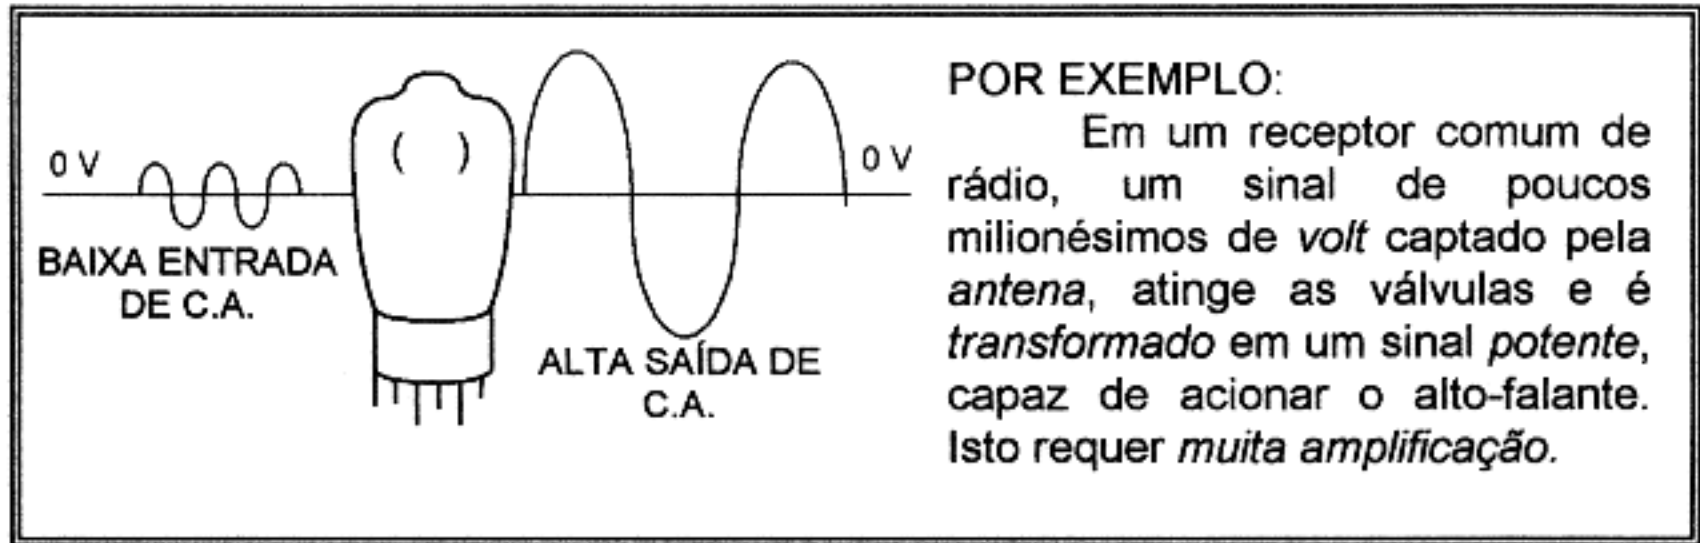 0 V
BAIXA ENTRADA
DE C.A.
( )
0 V
ALTA SAÍDA DE
C.A.
POR EXEMPLO:
Em um receptor comum de
rádio, um sinal de poucos
milionésimos de volt captado pela
antena, atinge as válvulas e é
transformado em um sinal potente,
capaz de acionar o alto-falante.
Isto requer muita amplificação.